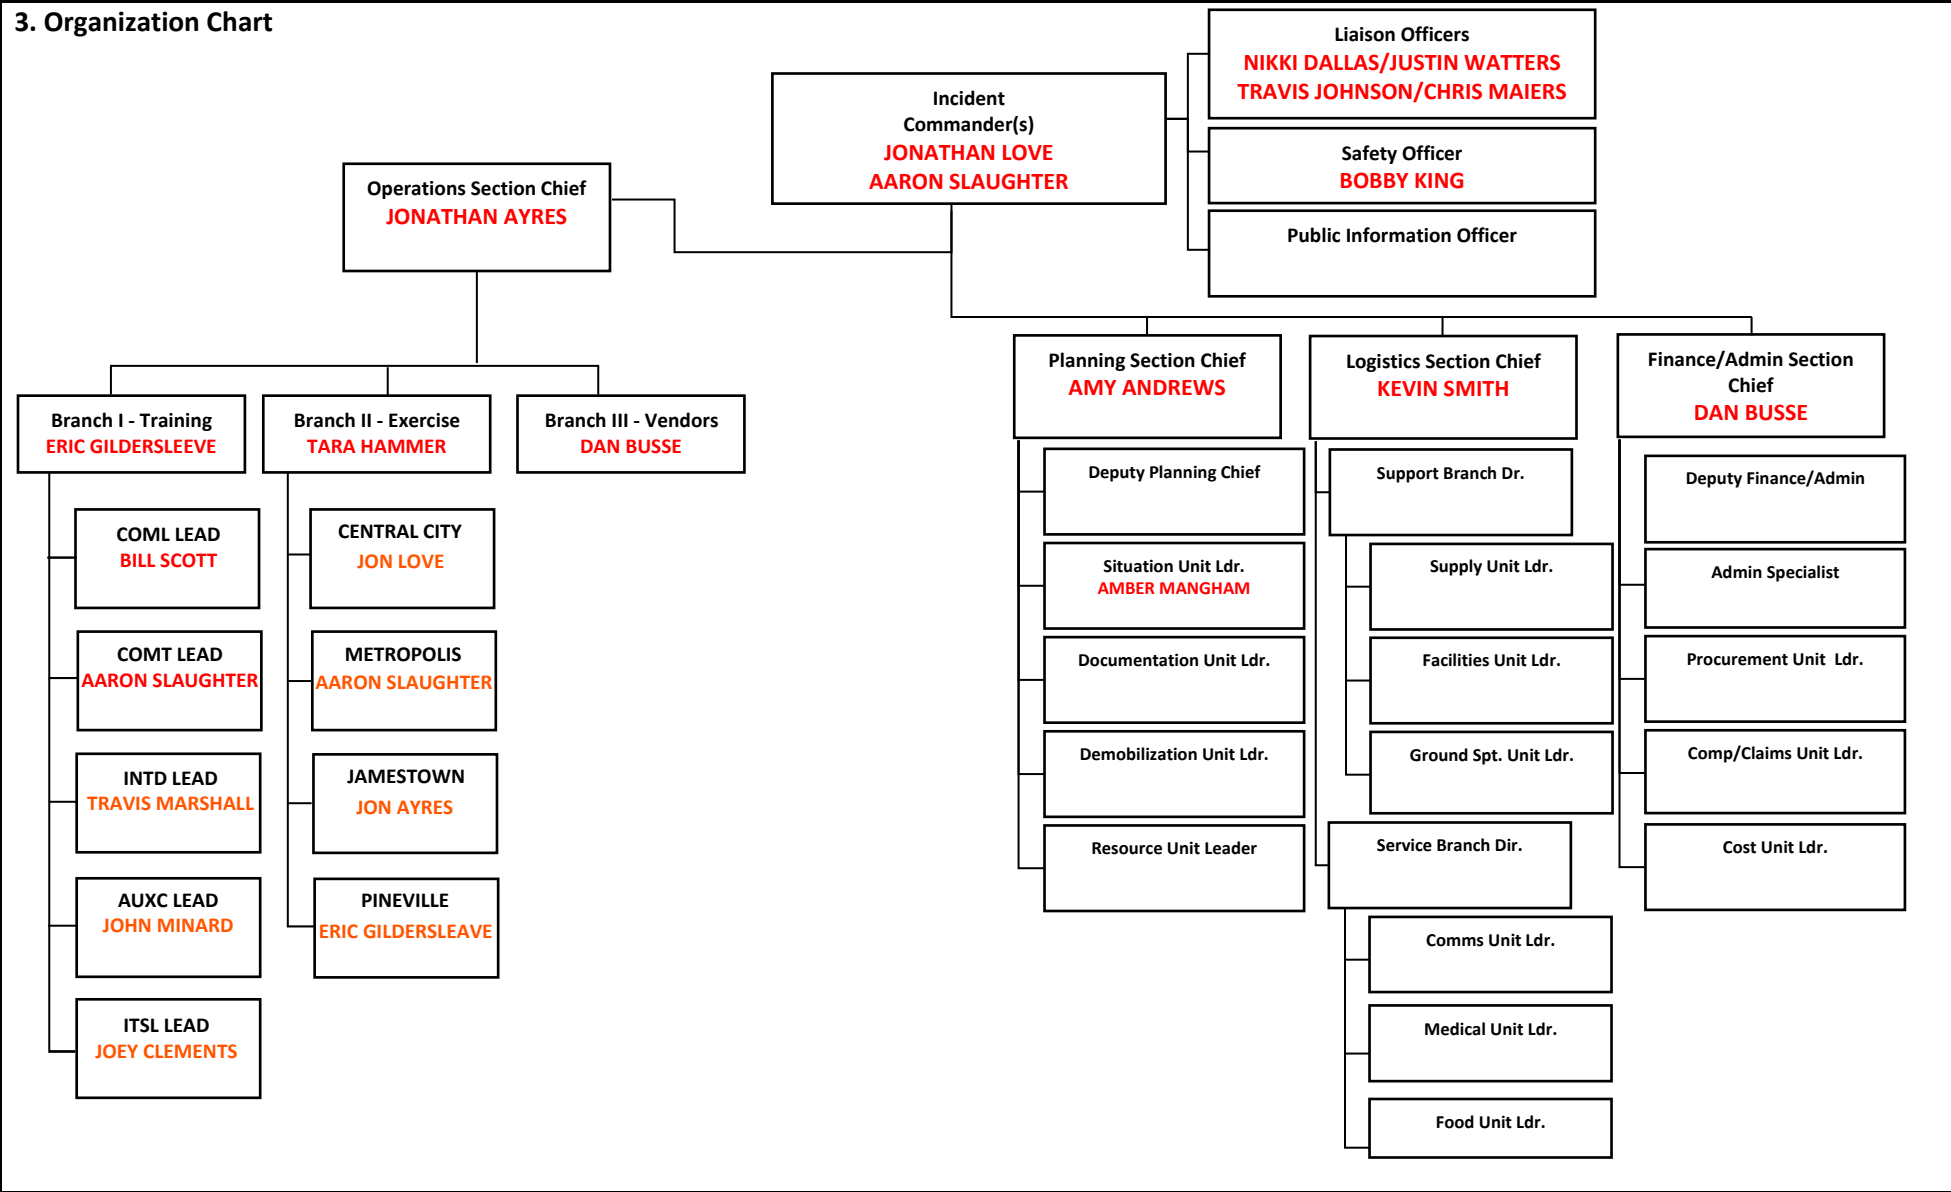 3. Organization Chart
Liaison Officers
NIKKI DALLAS/JUSTIN WATTERS
TRAVIS JOHNSON/CHRIS MAIERS
Incident
Commander(s)
JONATHAN LOVE
AARON SLAUGHTER
Safety Officer
BOBBY KING
Public Information Officer
Operations Section Chief
JONATHAN AYRES
Branch I - Training
ERIC GILDERSLEEVE
Branch II - Exercise
TARA HAMMER
Branch III - Vendors
DAN BUSSE
COML LEAD
BILL SCOTT
COMT LEAD
AARON SLAUGHTER
INTD LEAD
TRAVIS MARSHALL
AUXC LEAD
JOHN MINARD
ITSL LEAD
JOEY CLEMENTS
CENTRAL CITY
JON LOVE
METROPOLIS
AARON SLAUGHTER
JAMESTOWN
JON AYRES
PINEVILLE
ERIC GILDERSLEAVE
Planning Section Chief
AMY ANDREWS
Deputy Planning Chief
Situation Unit Ldr.
AMBER MANGHAM
Documentation Unit Ldr.
Demobilization Unit Ldr.
Resource Unit Leader
Logistics Section Chief
KEVIN SMITH
Support Branch Dr.
Supply Unit Ldr.
Facilities Unit Ldr.
Ground Spt. Unit Ldr.
Service Branch Dir.
Comms Unit Ldr.
Medical Unit Ldr.
Food Unit Ldr.
Finance/Admin Section
Chief
DAN BUSSE
Deputy Finance/Admin
Admin Specialist
Procurement Unit  Ldr.
Comp/Claims Unit Ldr.
Cost Unit Ldr.